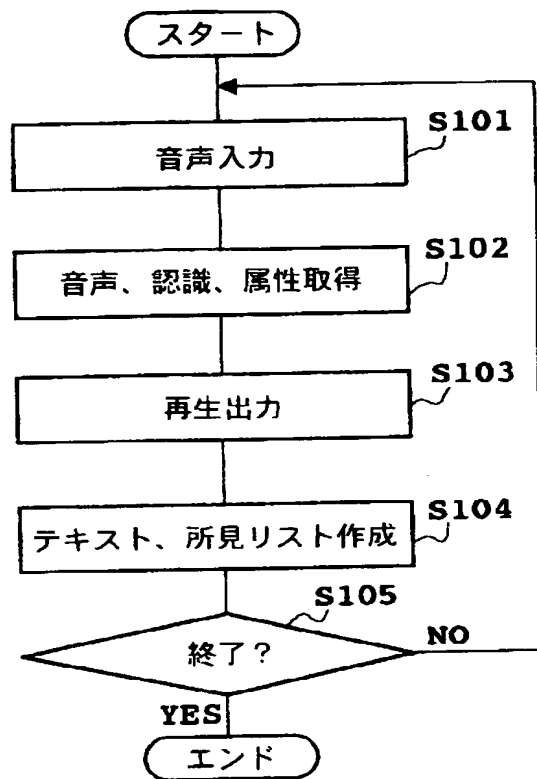 スタート
S101
音声入力
S102
音声、認識、属性取得
S103
再生出力
S104
テキスト、所見リスト作成
S105
終了?
NO
YES
エンド